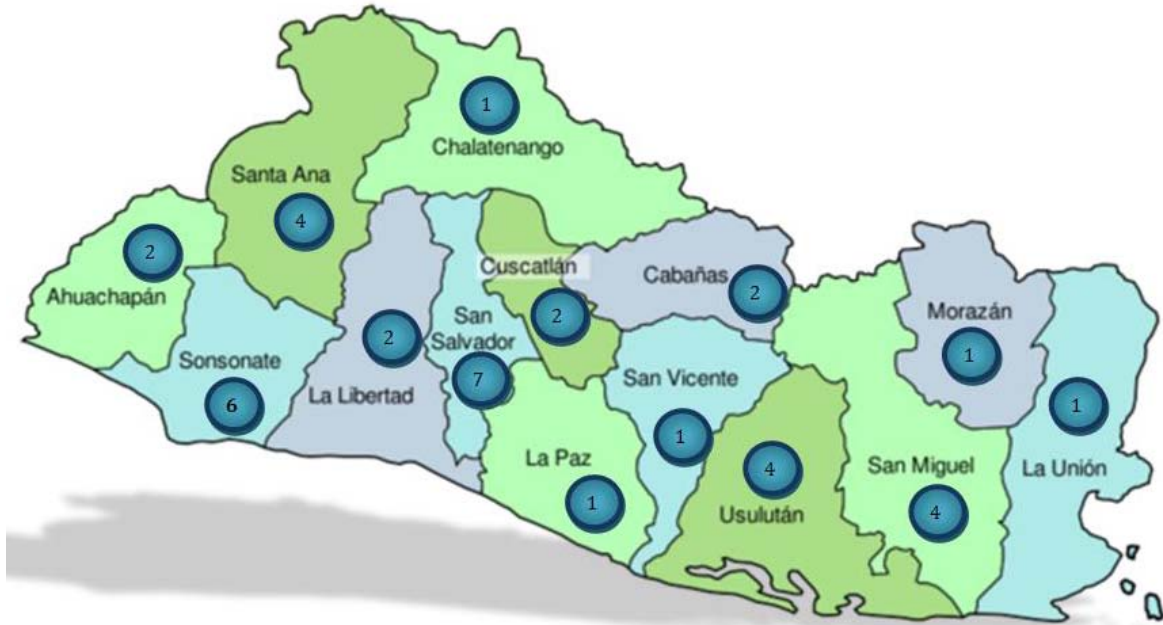 1
Chalatenango
Santa Ana
4
2
Ahuachapán
Cuscatlán
2
Cabañas
2
San
Salvador
7
Sonsonate
6
2
La Libertad
Morazán
1
San Vicente
1
1
La Paz
1
4
Usulután
San Miguel
4
La Unión